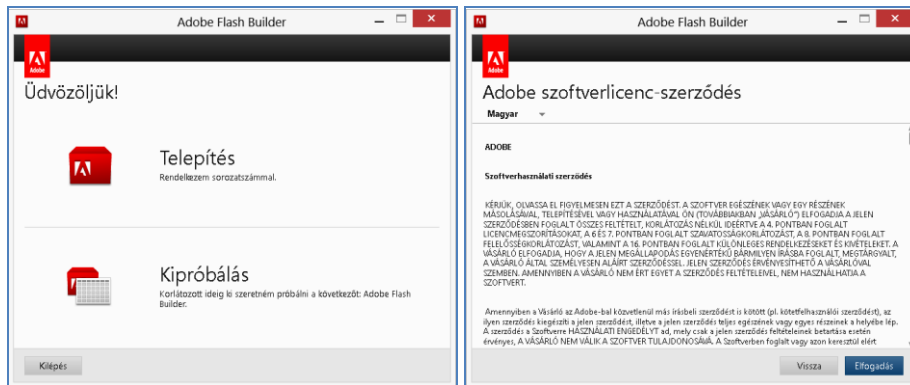 Adobe Flash Builder
Adobe
Üdvözöljük!
Telepítés
Rendelkezem sorozatszámmal.
Kipróbálás
Korlátozott ideig ki szeretném próbálni a következőt: Adobe Flash
Builder.
Kilépés
Adobe Flash Builder
Adobe
Adobe szoftverlicenc-szerződés
Magyar
ADOBE
Szoftverhasználati szerződés
KÉRJÜK, OLVASSA EL FIGYELMESEN EZT A SZERZŐDÉST. A SZOFTVER EGÉSZÉNEK VAGY EGY RÉSZÉNEK
MÁSOLÁSÁVAL, TELEPÍTÉSÉVEL VAGY HASZNÁLATÁVAL ÖN (TOVÁBBIAKBAN „VÁSÁRLÓ") ELFOGADJA A JELEN
SZERZŐDÉSBEN FOGLALT ÖSSZES FELTÉTELT, KORLÁTOZÁS NÉLKÜL IDEÉRTVE A 4. PONTBAN FOGLALT
LICENCMEGSZORÍTÁSOKAT, A 6 ÉS 7. PONTBAN FOGLALT SZAVATOSSÁGKORLÁTOZÁST, A 8. PONTBAN FOGLALT
FELELŐSSÉGKORLÁTOZÁST, VALAMINT A 16. PONTBAN FOGLALT KÜLÖNLEGES RENDELKEZÉSEKET ÉS KIVÉTELEKET. A
VÁSÁRLÓ ELFOGADJA, HOGY A JELEN MEGÁLLAPODÁS EGYENÉRTÉKŰ BÁRMILYEN ÍRÁSBA FOGLALT, MEGTÁRGYALT,
A VÁSÁRLÓ ÁLTAL SZEMÉLYESEN ALÁÍRT SZERZŐDÉSSEL. JELEN SZERZŐDÉS ÉRVÉNYESÍTHETŐ A VÁSÁRLÓVAL
SZEMBEN. AMENNYIBEN A VÁSÁRLÓ NEM ÉRT EGYET A SZERZŐDÉS FELTÉTELEIVEL, NEM HASZNÁLHATJA A
SZOFTVERT.
Amennyiben a Vásárló az Adobe-bal közvetlenül más írásbeli szerződést is kötött (pl. kötetfelhasználói szerződést), az
ilyen szerződés kiegészíti a jelen szerződést, illetve a jelen szerződés teljes egészének vagy egyes részeinek a helyébe lép.
A szerződés a Szoftverre HASZNÁLATI ENGEDÉLYT ad, mely csak a jelen szerződés feltételeinek betartása esetén
érvényes, A VÁSÁRLÓ NEM VÁLIK A SZOFTVER TULAJDONOSÁVÁ. A Szoftverben foglalt vagy azon keresztül elért
Vissza
Elfogadás